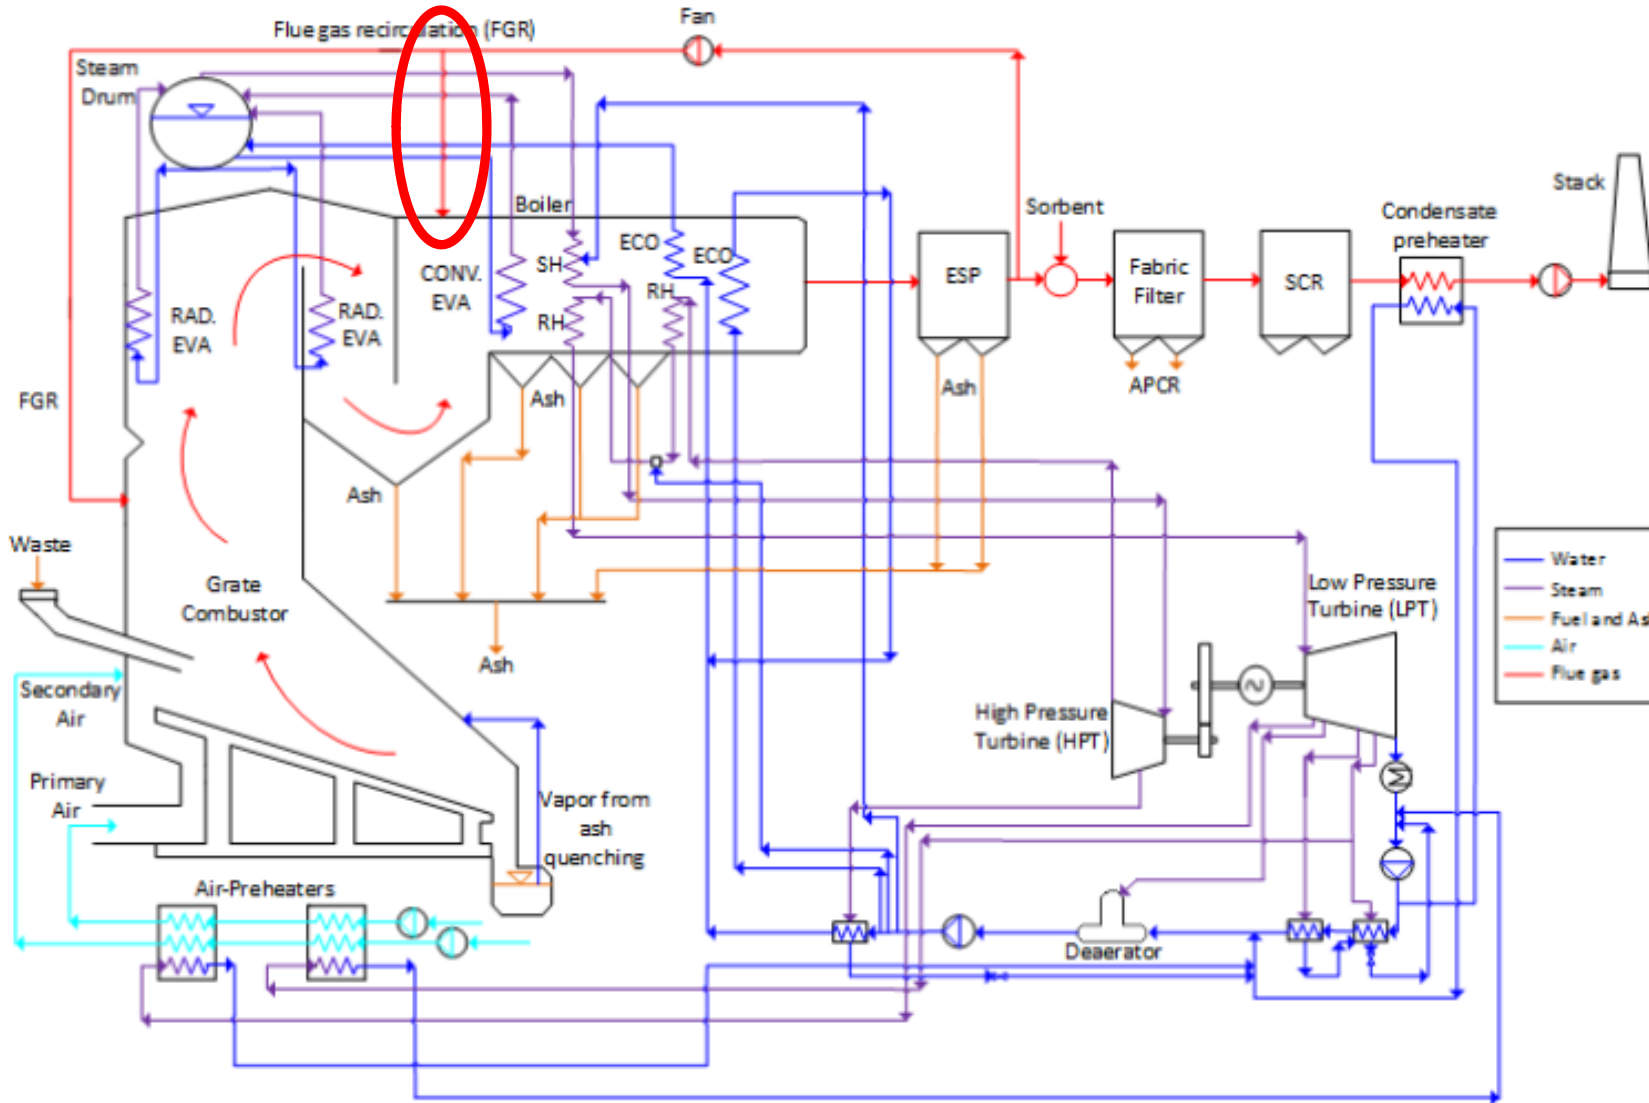 Fan
Flue gas recirculation (FGR)
Steam
Drum
Boiler
Sorbent
Stack
Condensate
preheater
ECO
ECO
SH
CONV.
EVA
RH
RH
RAD.
EVA
RAD.
EVA
ESP
Fabric
Filter
SCR
FGR
Ash
Ash
APCR
Ash
Waste
Grate
Combustor
Water
Steam
Fuel and Ash
Air
Flue gas
Low Pressure
Turbine (LPT)
Ash
Secondary
Air
High Pressure
Turbine (HPT)
Primary
Air
Vapor from
ash
quenching
M
Air-Preheaters
Deaerator